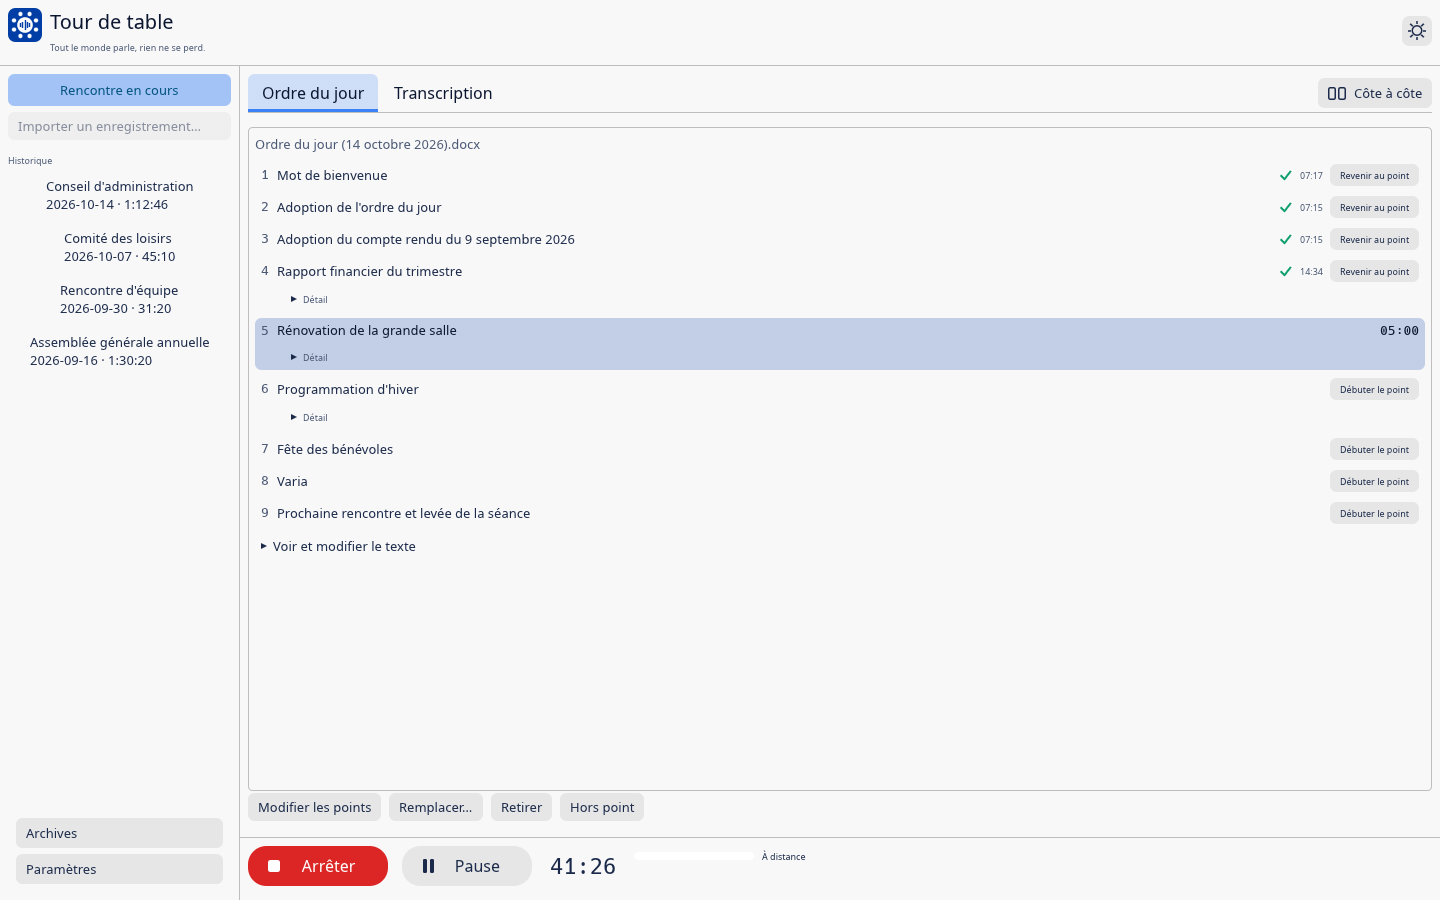 Tour de table
Tout le monde parle, rien ne se perd.
Rencontre en cours
Importer un enregistrement...
Historique
Conseil d'administration
2026-10-14 · 1:12:46
Comité des loisirs
2026-10-07 · 45:10
Rencontre d'équipe
2026-09-30 · 31:20
Assemblée générale annuelle
2026-09-16 · 1:30:20
Archives
Paramètres
Ordre du jour
Transcription
Côte à côte
Ordre du jour (14 octobre 2026).docx
1 Mot de bienvenue 07:17 Revenir au point
2 Adoption de l'ordre du jour 07:15 Revenir au point
3 Adoption du compte rendu du 9 septembre 2026 07:15 Revenir au point
4 Rapport financier du trimestre 14:34 Revenir au point
Détail
5 Rénovation de la grande salle 05:00
Détail
6 Programmation d'hiver Débuter le point
Détail
7 Fête des bénévoles Débuter le point
8 Varia Débuter le point
9 Prochaine rencontre et levée de la séance Débuter le point
Voir et modifier le texte
Modifier les points
Remplacer...
Retirer
Hors point
Arrêter
Pause
41:26
À distance